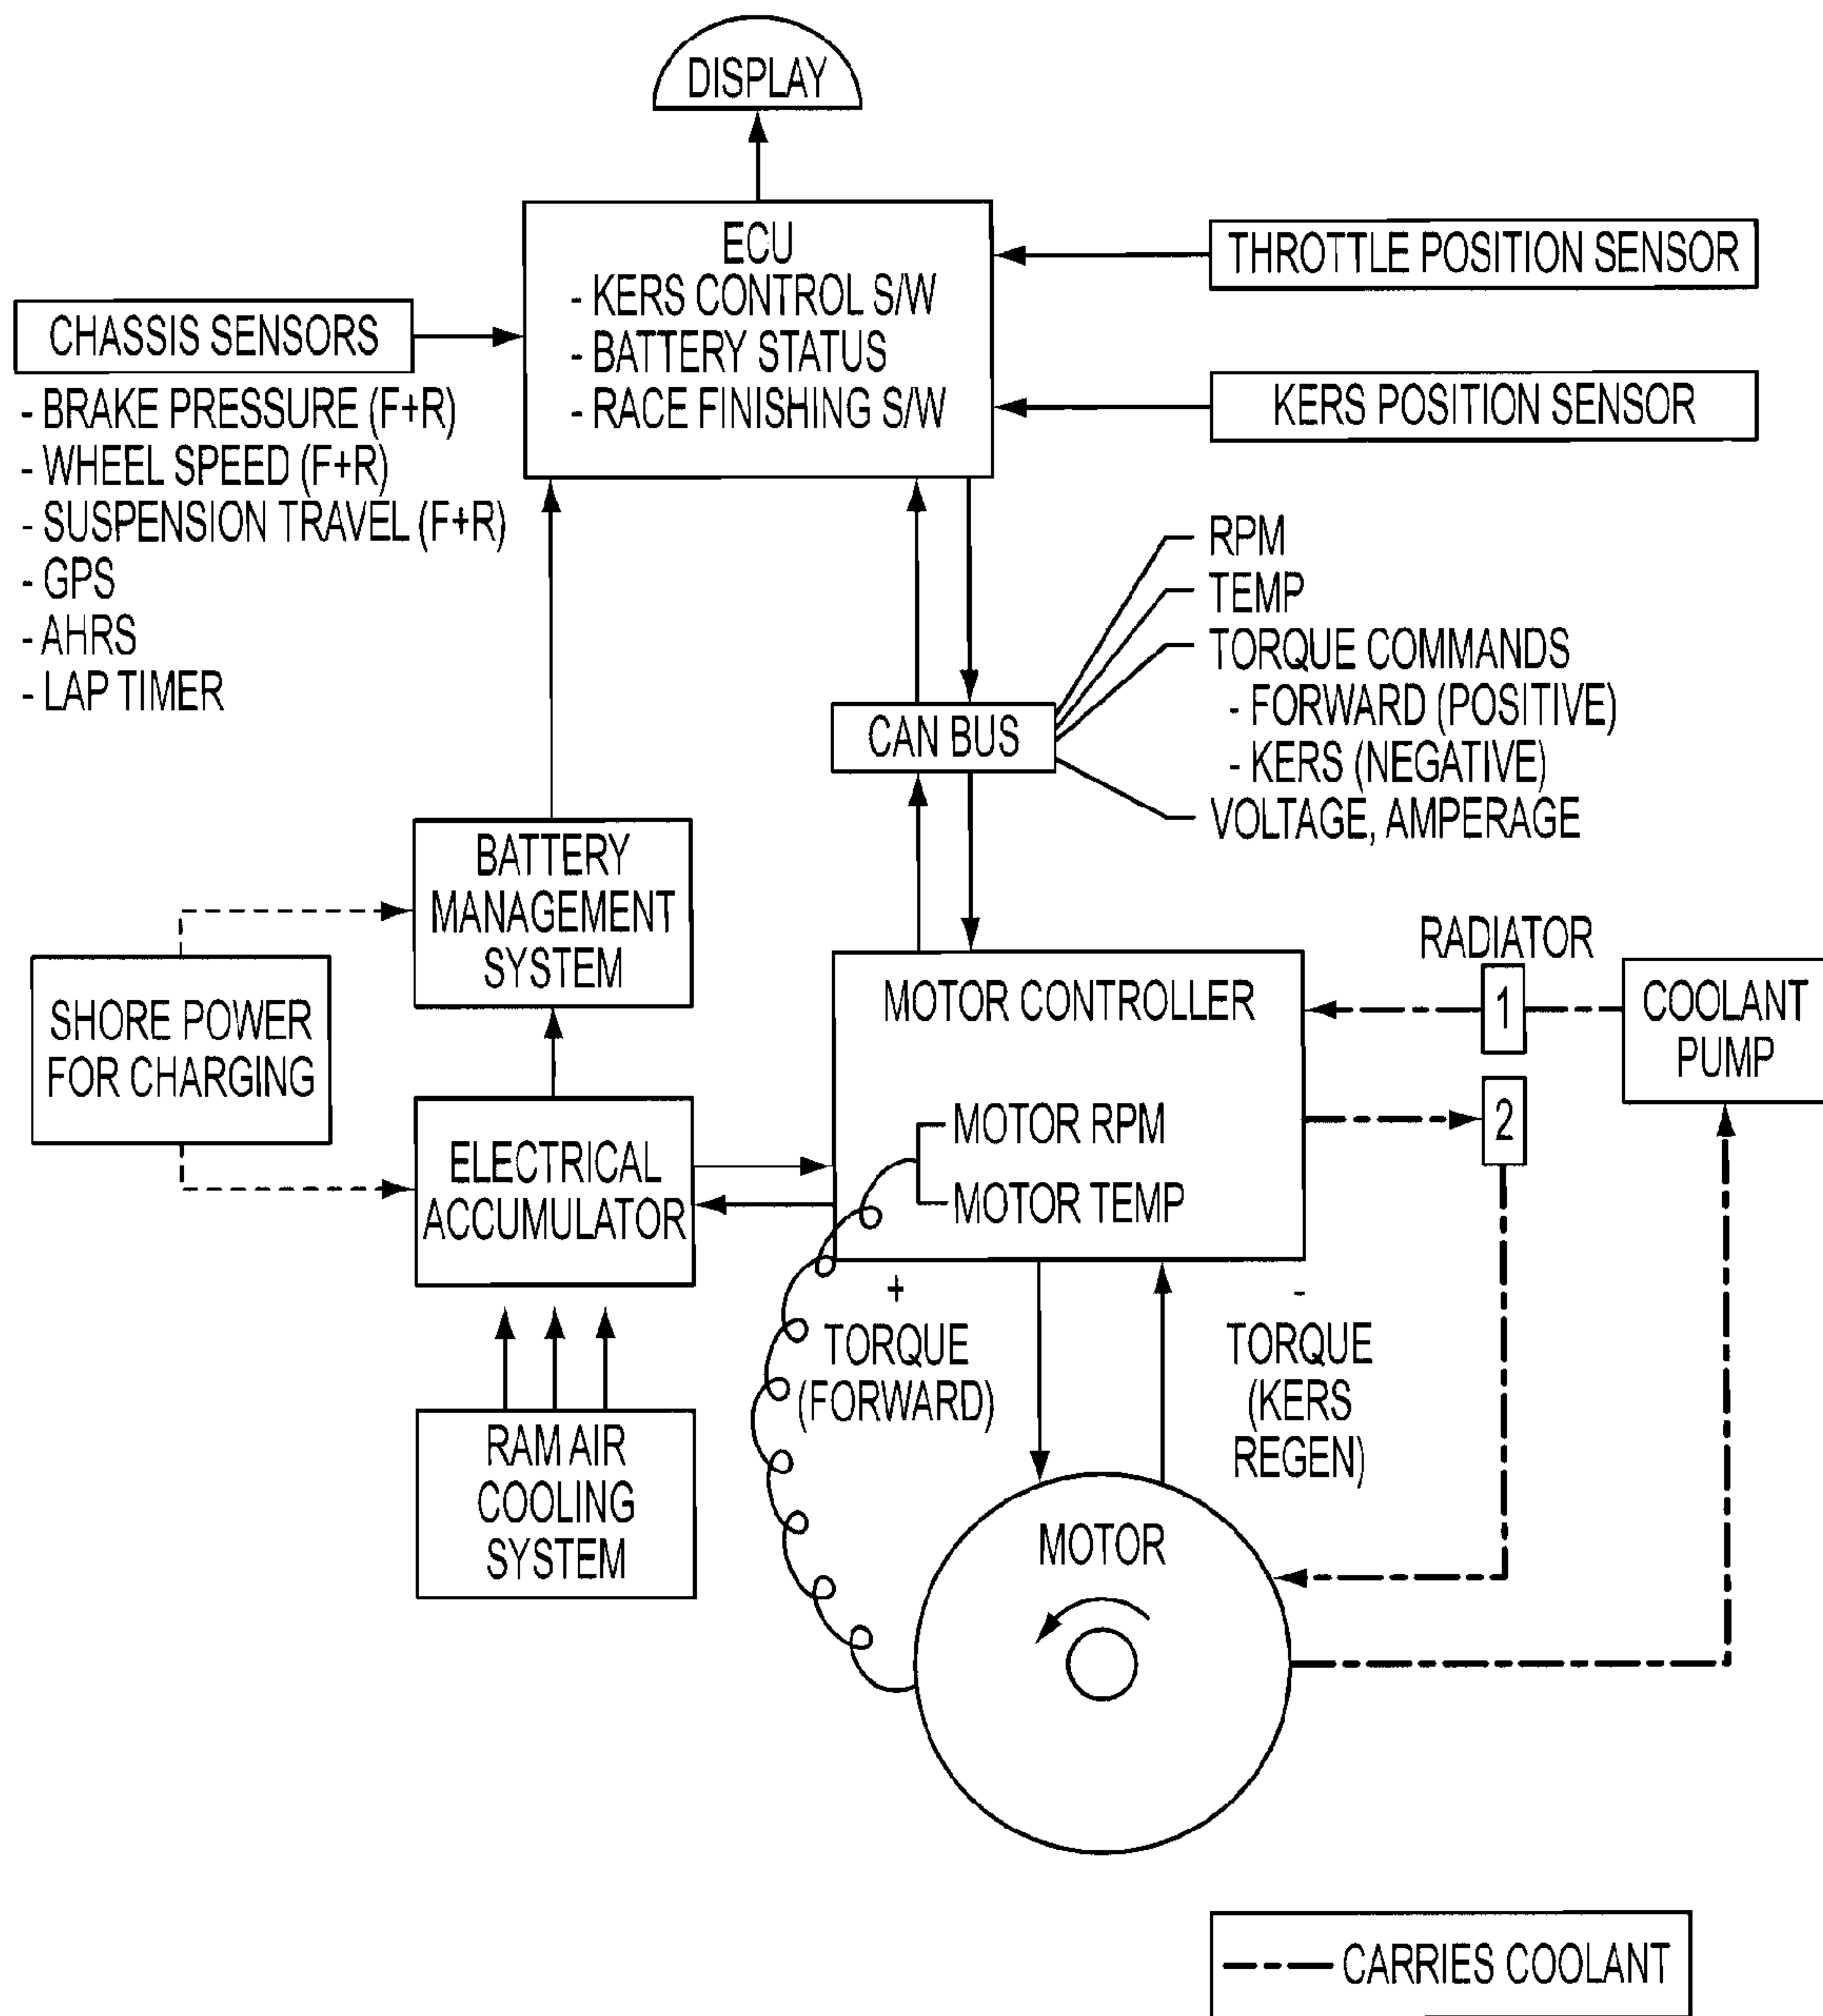 DISPLAY
ECU
- KERS CONTROL S/W
- BATTERY STATUS
- RACE FINISHING S/W
THROTTLE POSITION SENSOR
KERS POSITION SENSOR
CHASSIS SENSORS
- BRAKE PRESSURE (F+R)
- WHEEL SPEED (F+R)
- SUSPENSION TRAVEL (F+R)
- GPS
- AHRS
- LAP TIMER
RPM
TEMP
TORQUE COMMANDS
- FORWARD (POSITIVE)
- KERS (NEGATIVE)
VOLTAGE, AMPERAGE
CAN BUS
BATTERY
MANAGEMENT
SYSTEM
SHORE POWER
FOR CHARGING
ELECTRICAL
ACCUMULATOR
RAM AIR
COOLING
SYSTEM
MOTOR CONTROLLER
MOTOR RPM
MOTOR TEMP
RADIATOR
1
2
COOLANT
PUMP
+
TORQUE
(FORWARD)
-
TORQUE
(KERS
REGEN)
MOTOR
CARRIES COOLANT